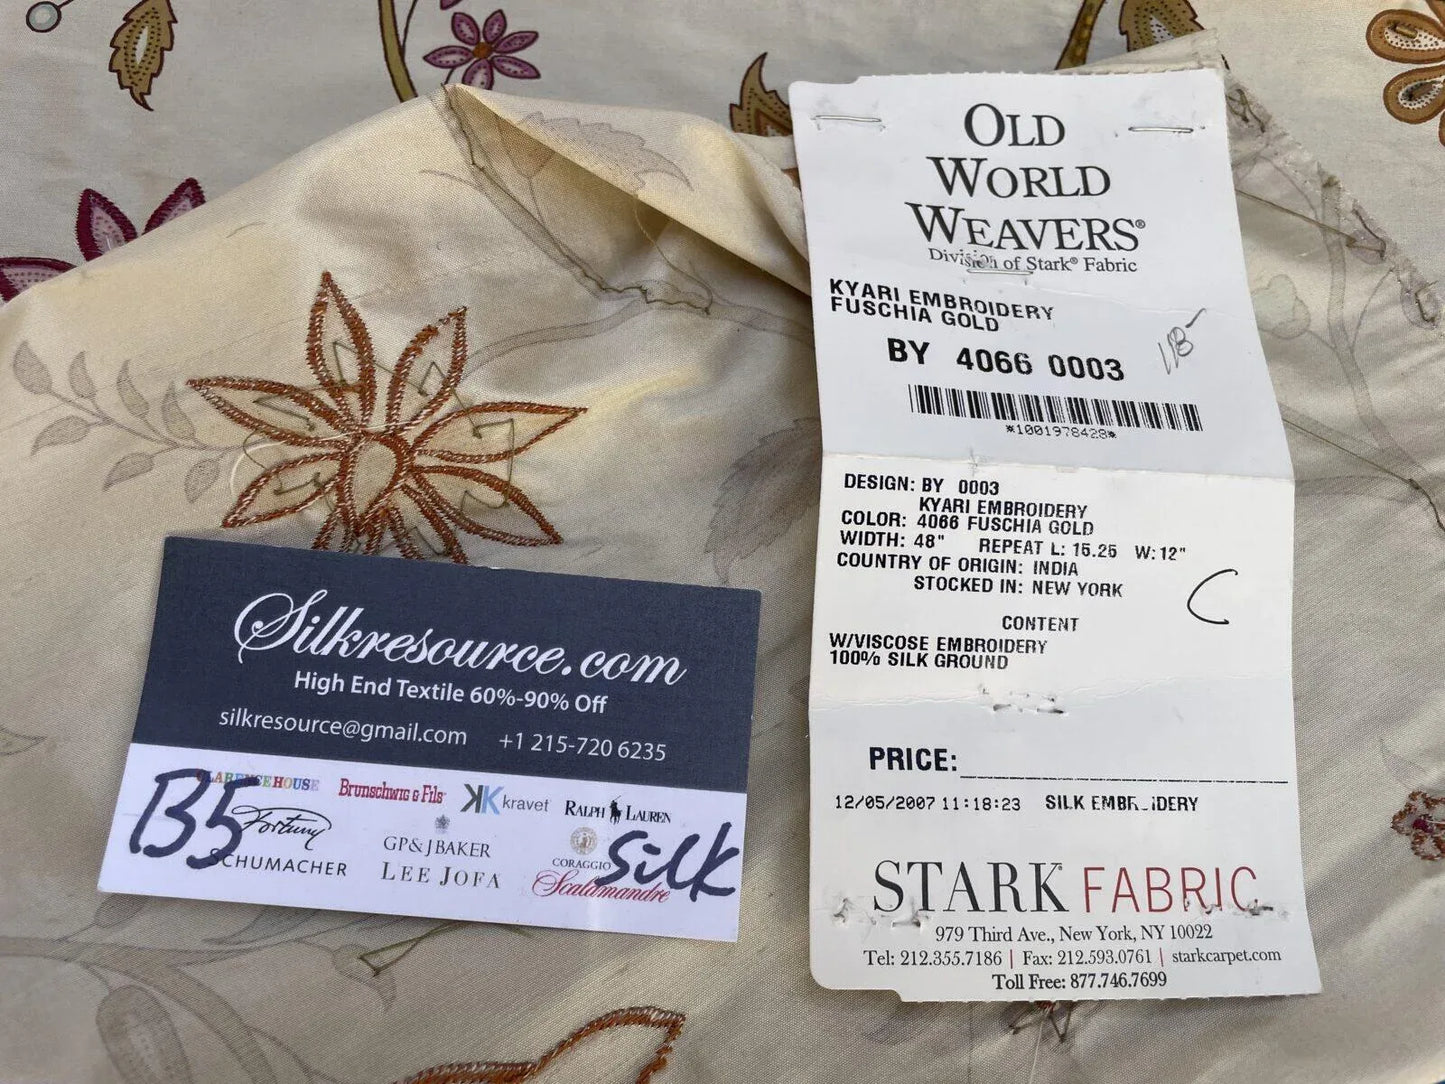 OLD
WORLD
WEAVERS®
Division of Stark® Fabric
KYARI EMBROIDERY
FUSCHIA GOLD
BY 4066 0003
118-
*1001978428*
DESIGN: BY 0003
KYARI EMBROIDERY
COLOR: 4066 FUSCHIA GOLD
WIDTH: 48" REPEAT L: 15.25 W: 12"
COUNTRY OF ORIGIN: INDIA
STOCKED IN: NEW YORK
C
CONTENT
W/VISCOSE EMBROIDERY
100% SILK GROUND
PRICE:
12/05/2007 11:18:23 SILK EMBR_IDERY
STARK FABRIC
979 Third Ave., New York, NY 10022
Tel: 212.355.7186 | Fax: 212.593.0761 | starkcarpet.com
Toll Free: 877.746.7699
Silkresource.com
High End Textile 60%-90% Off
silkresource@gmail.com +1 215-720 6235
CLARENCE HOUSE BRUNSCHWIG & FILS kravet RALPH LAUREN
B5 Fortuny GP & J BAKER CORAGGIO Silk
SCHUMACHER LEE JOFA Scalamandre